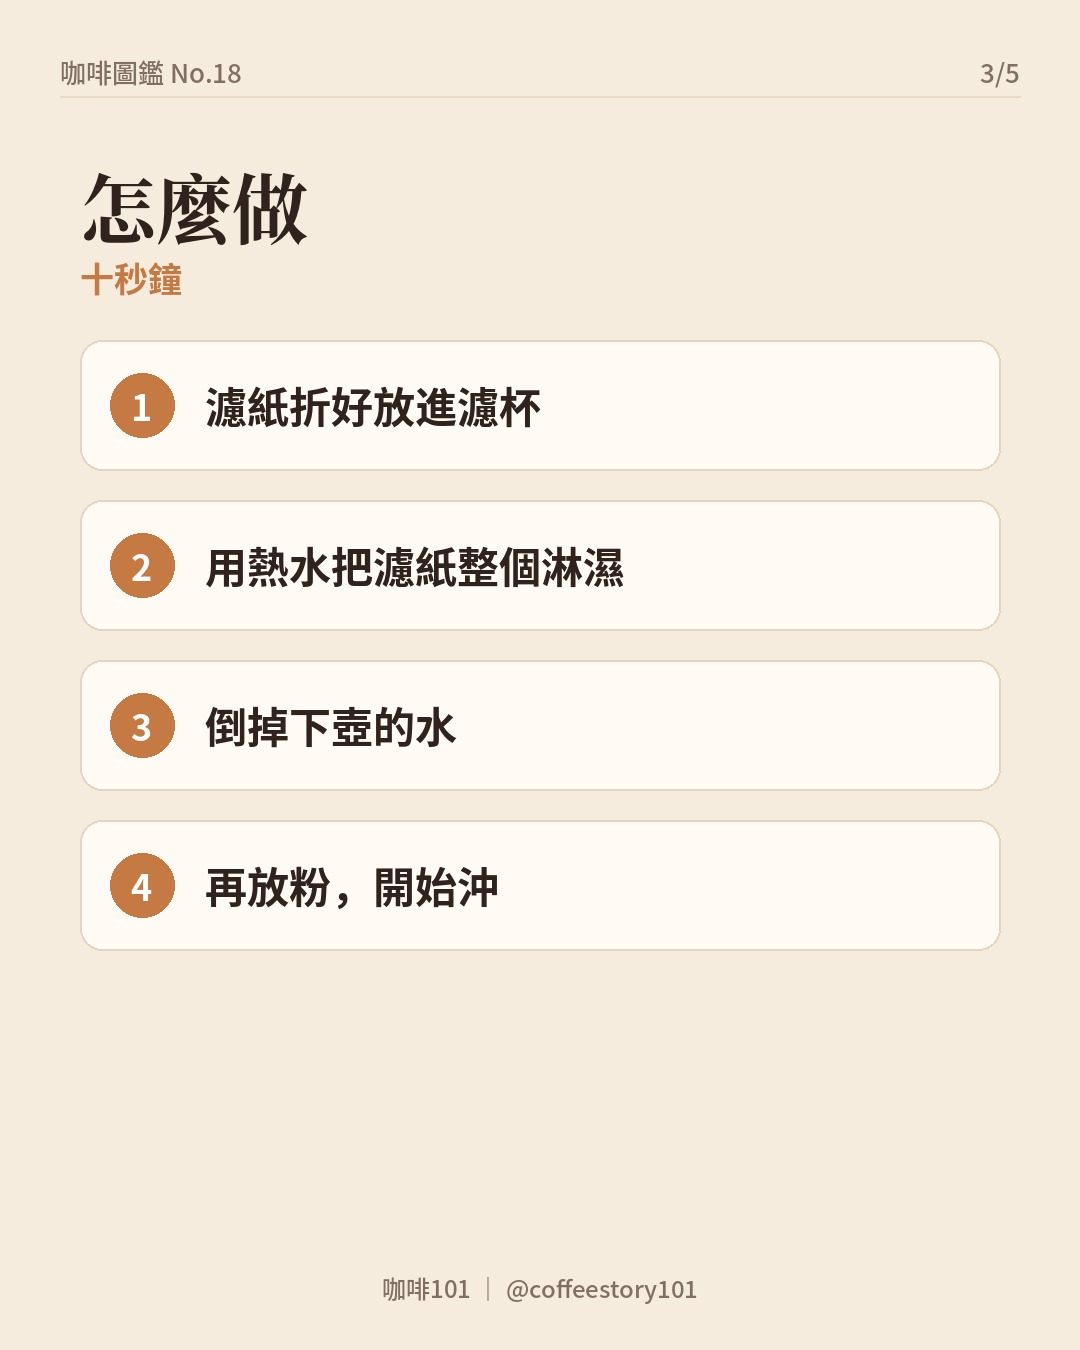 咖啡圖鑑 No.18
3/5
怎麼做
十秒鐘
1 濾紙折好放進濾杯
2 用熱水把濾紙整個淋濕
3 倒掉下壺的水
4 再放粉，開始沖
咖啡101｜@coffeestory101